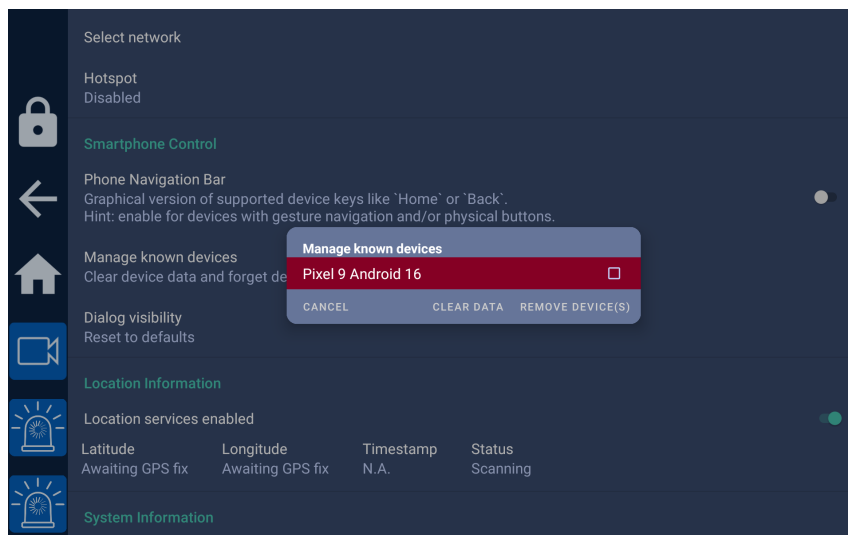 Select network
Hotspot
Disabled
Smartphone Control
Phone Navigation Bar
Graphical version of supported device keys like `Home` or `Back`.
Hint: enable for devices with gesture navigation and/or physical buttons.
Manage known devices
Clear device data and forget de
Manage known devices
Pixel 9 Android 16
CANCEL CLEAR DATA REMOVE DEVICE(S)
Dialog visibility
Reset to defaults
Location Information
Location services enabled
Latitude Longitude Timestamp Status
Awaiting GPS fix Awaiting GPS fix N.A. Scanning
System Information